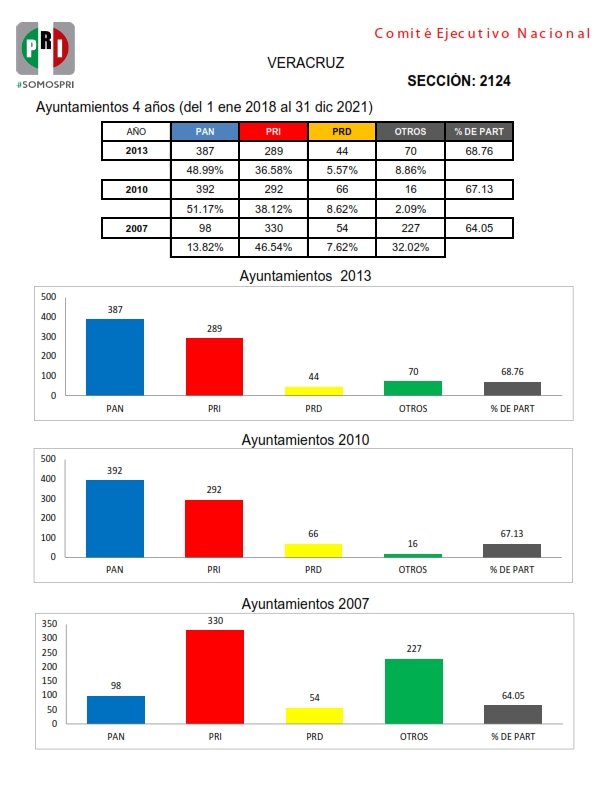 Comité Ejecutivo Nacional
PRI
#SOMOSPRI
VERACRUZ
SECCIÓN: 2124
Ayuntamientos 4 años (del 1 ene 2018 al 31 dic 2021)
AÑO PAN PRI PRD OTROS % DE PART
2013 387 289 44 70 68.76
48.99% 36.58% 5.57% 8.86%
2010 392 292 66 16 67.13
51.17% 38.12% 8.62% 2.09%
2007 98 330 54 227 64.05
13.82% 46.54% 7.62% 32.02%
Ayuntamientos 2013
500
400
300
200
100
0
387
289
44
70
68.76
PAN PRI PRD OTROS % DE PART
Ayuntamientos 2010
500
400
300
200
100
0
392
292
66
16
67.13
PAN PRI PRD OTROS % DE PART
Ayuntamientos 2007
350
300
250
200
150
100
50
0
98
330
54
227
64.05
PAN PRI PRD OTROS % DE PART